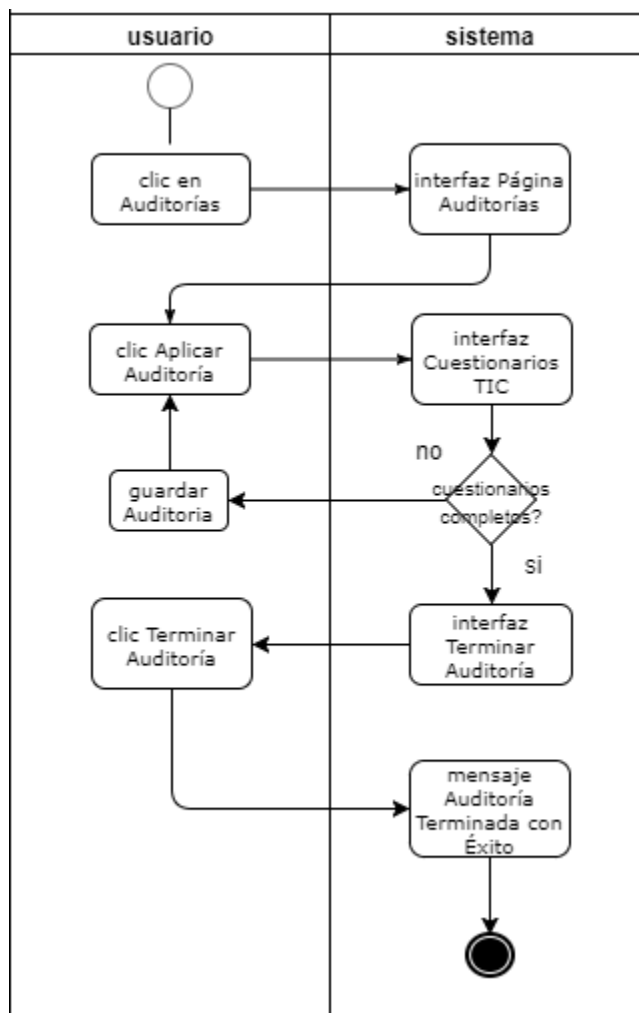 usuario
sistema
clic en
Auditorías
interfaz Página
Auditorías
clic Aplicar
Auditoría
interfaz
Cuestionarios
TIC
no
cuestionarios
completos?
guardar
Auditoria
si
interfaz
Terminar
Auditoría
clic Terminar
Auditoría
mensaje
Auditoría
Terminada con
Éxito